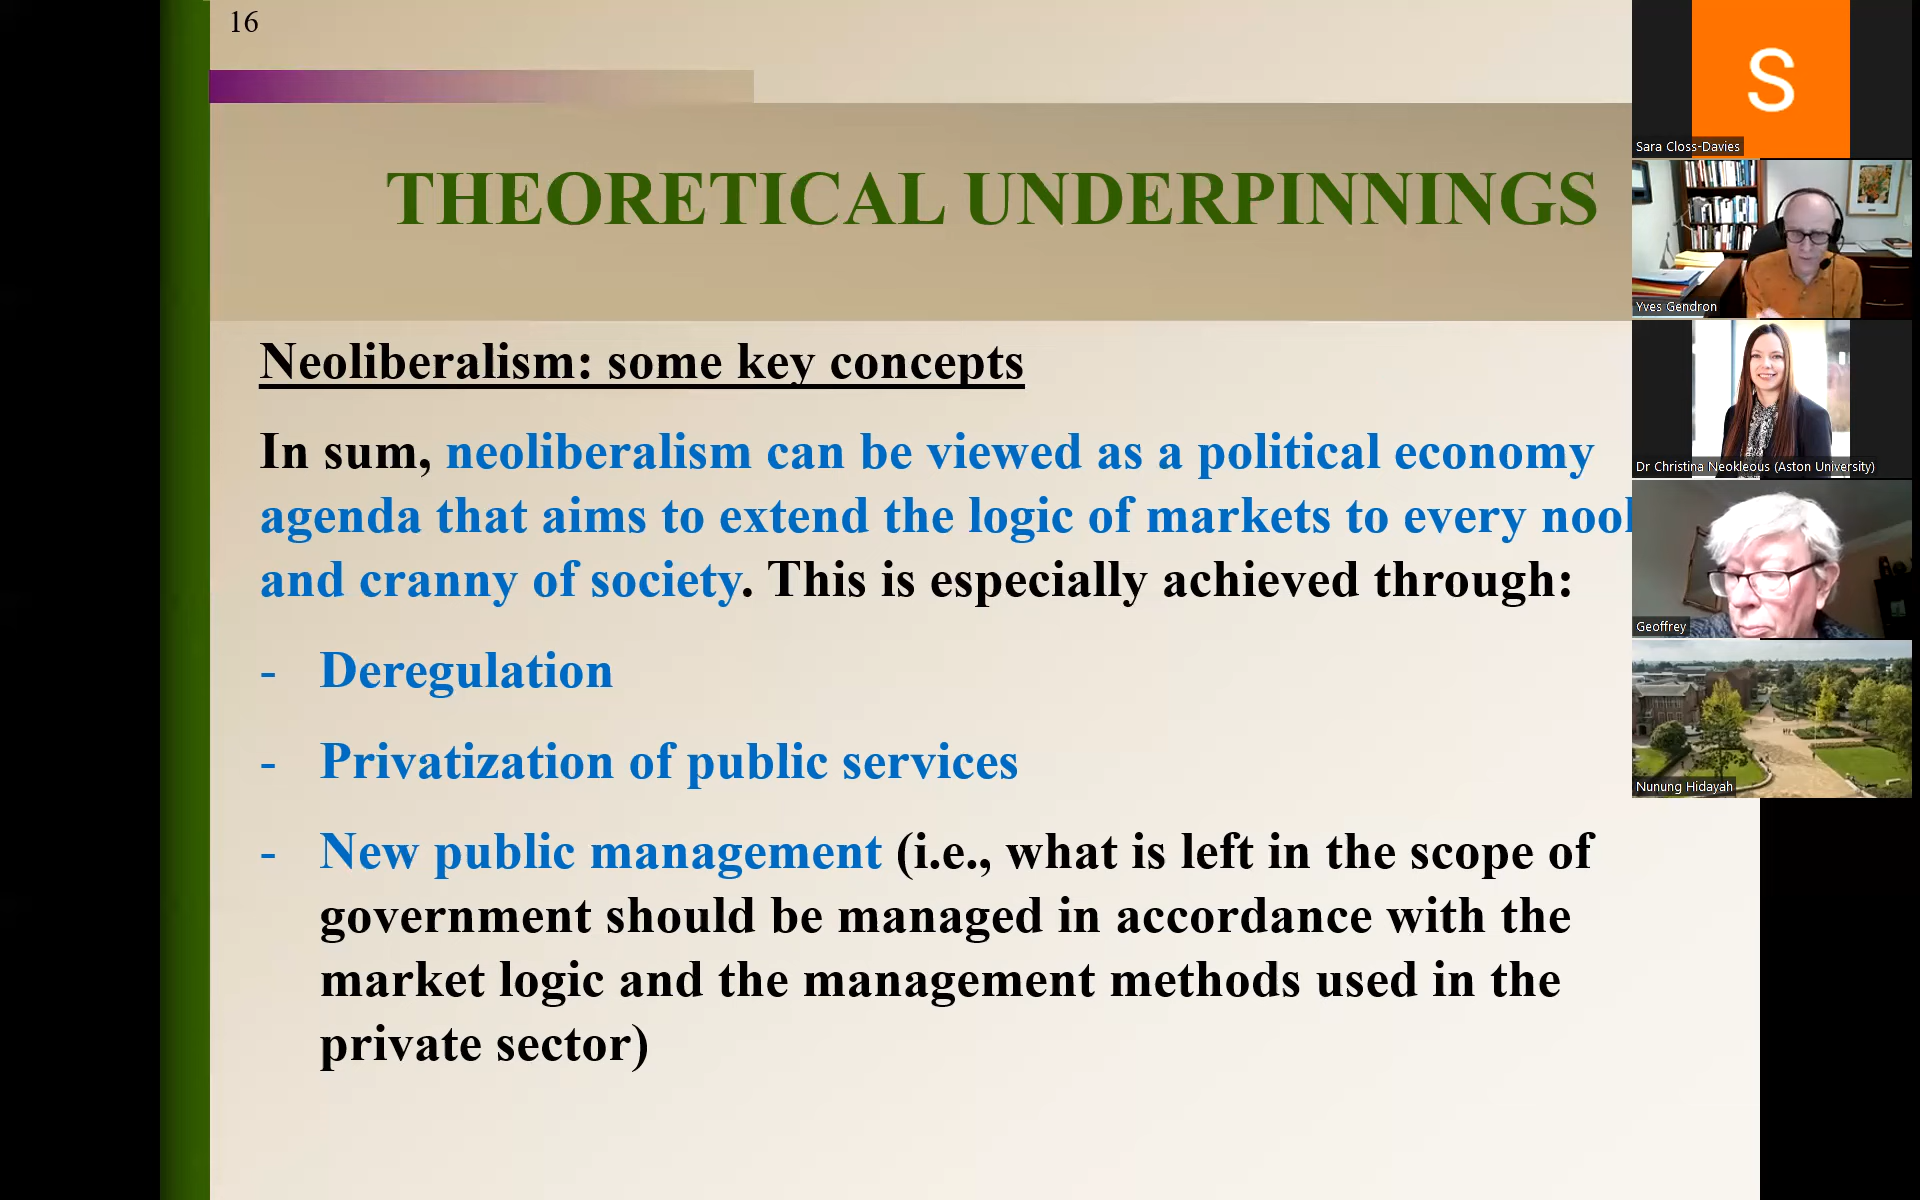 16
THEORETICAL UNDERPINNINGS
Neoliberalism: some key concepts
In sum, neoliberalism can be viewed as a political economy
agenda that aims to extend the logic of markets to every
and cranny of society. This is especially achieved through:
- Deregulation
- Privatization of public services
- New public management (i.e., what is left in the scope of
government should be managed in accordance with the
market logic and the management methods used in the
private sector)
S
Sara Closs-Davies
Yves Gendron
Dr Christina Neokleous (Aston University)
Geoffrey
Nunung Hidayah